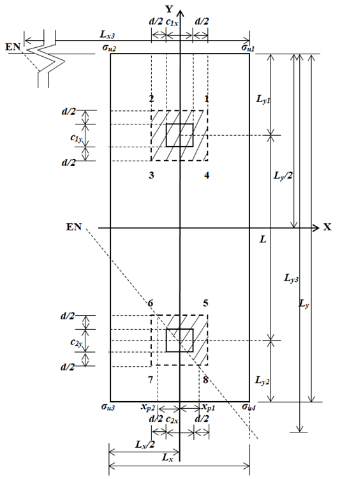 Y
d/2 c1x d/2
Lx3
EN
σu2 σu1
2 1
d/2
c1y
d/2
3 4
Ly1
Ly/2
EN
X
L
Ly3
Ly
6 5
d/2
c2y
d/2
7 8
Ly2
σu3 xp2 xp1 σu4
d/2 c2x d/2
Lx/2
Lx